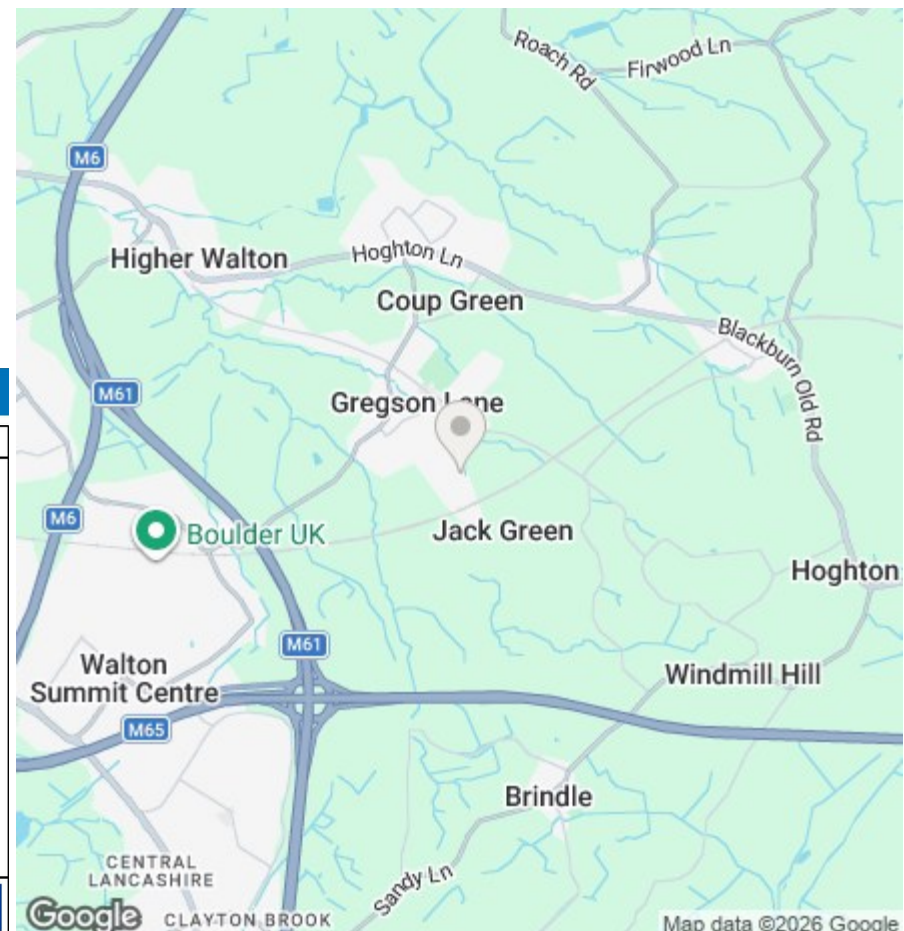 Roach Rd
Firwood Ln
M6
Higher Walton
Hoghton Ln
Coup Green
Blackburn Old Rd
M61
Gregson Lane
M6
Boulder UK
Jack Green
Hoghton
M61
Walton
Summit Centre
Windmill Hill
M65
Brindle
CENTRAL
LANCASHIRE
Sandy Ln
Google
CLAYTON BROOK
Map data ©2026 Google